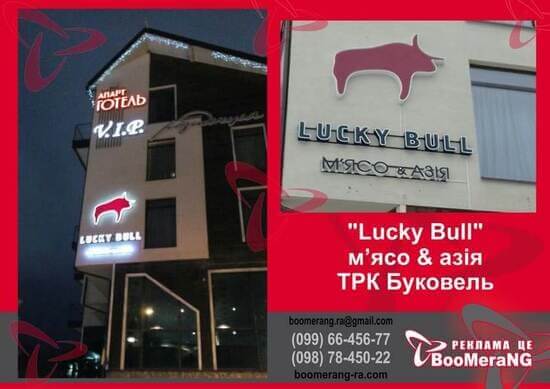 АПАРТ
ГОТЕЛЬ
V.I.P.
LUCKY BULL
LUCKY BULL
М'ЯСО & АЗІЯ
"Lucky Bull"
м’ясо & азія
ТРК Буковель
boomerang.ra@gmail.com
(099) 66-456-77
(098) 78-450-22
boomerang-ra.com
РЕКЛАМА ЦЕ
BooMeraNG